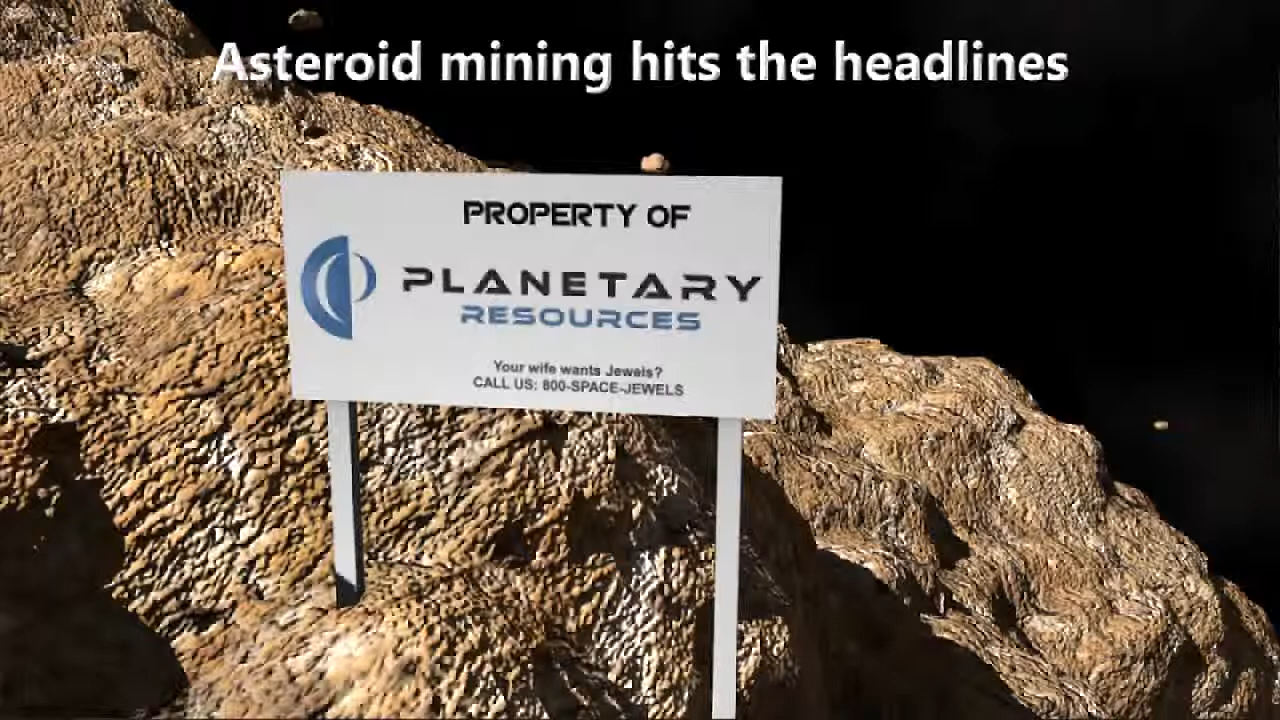 Asteroid mining hits the headlines
PROPERTY OF
PLANETARY
RESOURCES
Your wife wants Jewels?
CALL US: 800-SPACE-JEWELS